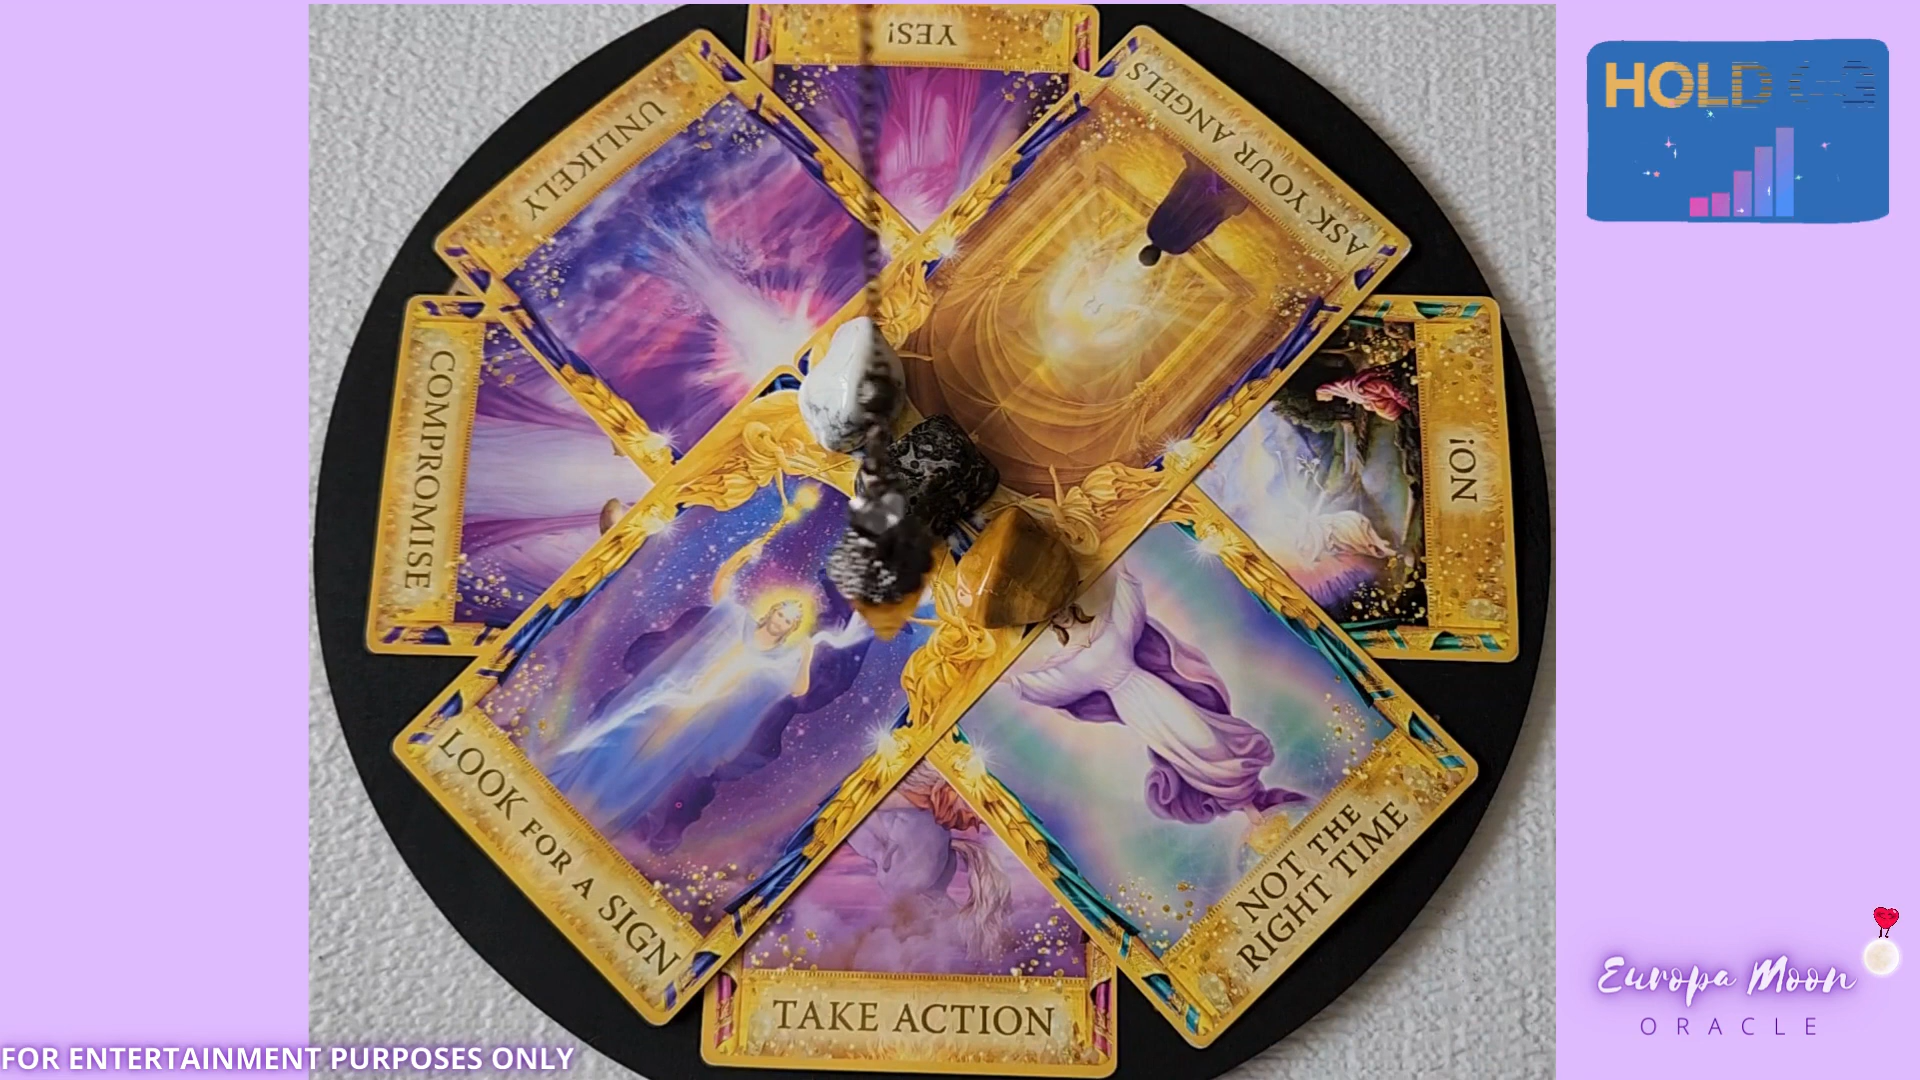 YES!
UNLIKELY
ASK YOUR ANGELS
COMPROMISE
NO!
LOOK FOR A SIGN
NOT THE
RIGHT TIME
TAKE ACTION
HOLD
Europa Moon
ORACLE
FOR ENTERTAINMENT PURPOSES ONLY